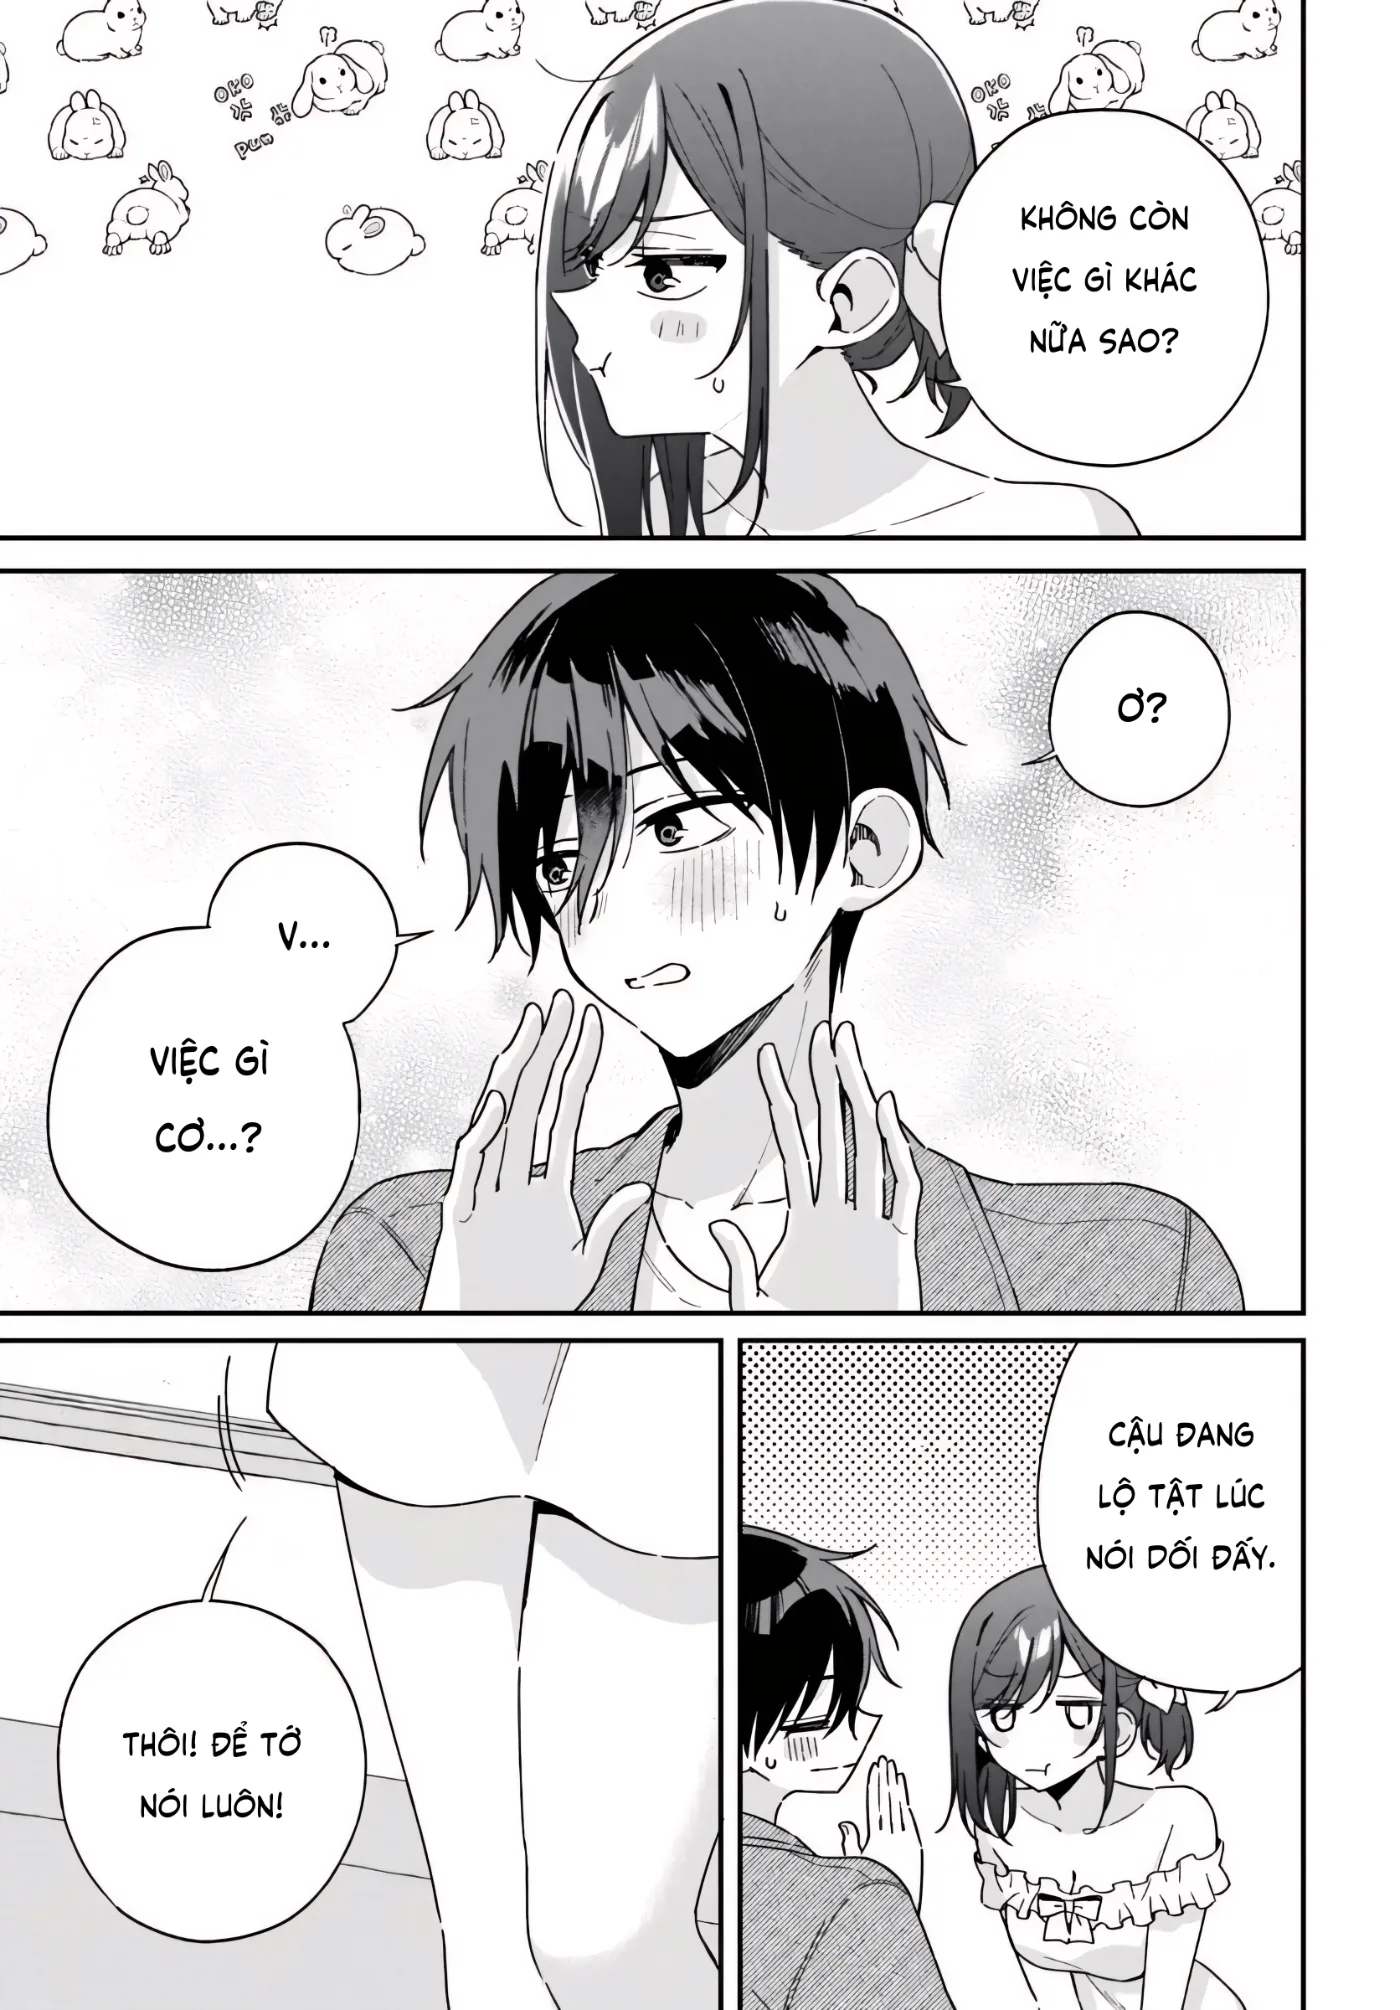 OKO
pun
OKO
KHÔNG CÒN
VIỆC GÌ KHÁC
NỮA SAO?
Ơ?
V...
VIỆC GÌ
CƠ...?
CẬU ĐANG
LỘ TẬT LÚC
NÓI DỐI ĐẤY.
THÔI! ĐỂ TỚ
NÓI LUÔN!